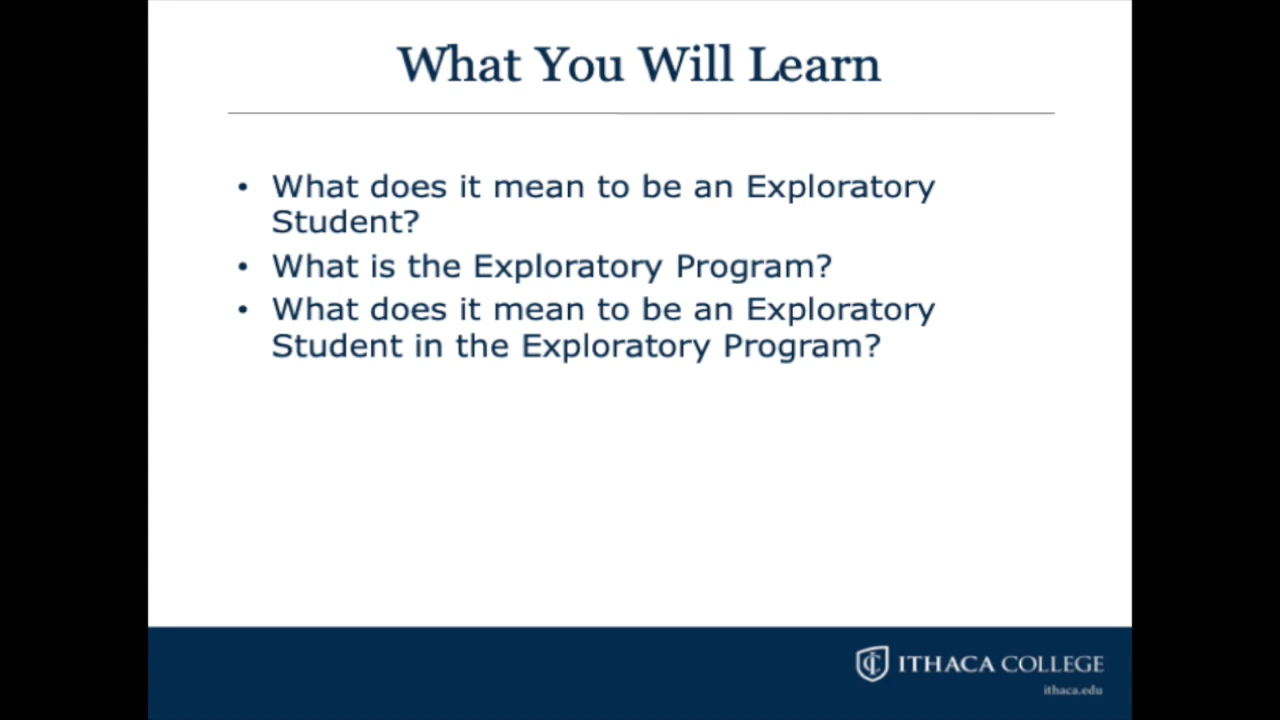 What You Will Learn
• What does it mean to be an Exploratory
Student?
• What is the Exploratory Program?
• What does it mean to be an Exploratory
Student in the Exploratory Program?
ITHACA COLLEGE
ithaca.edu